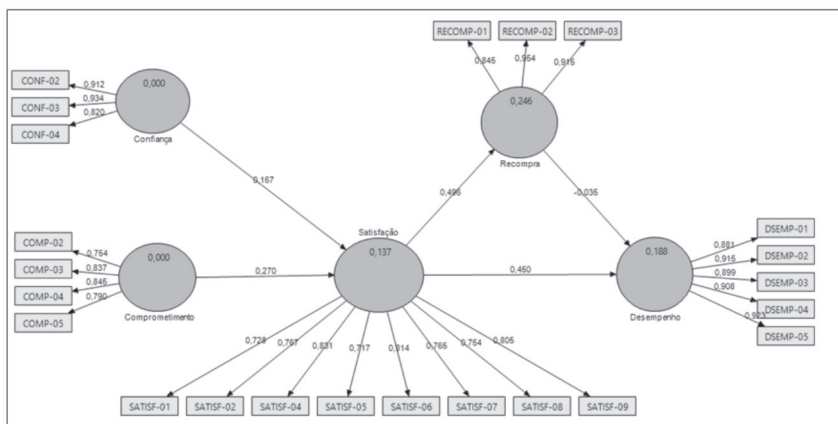 RECOMP-01 RECOMP-02 RECOMP-03
0,845 0,954 0,915
0,246
Recompra
CONF-02
CONF-03
CONF-04
0,912
0,934
0,820
0,000
Confiança
0,167
0,496
-0,035
COMP-02
COMP-03
COMP-04
COMP-05
0,754
0,837
0,845
0,790
0,000
Comprometimento
0,270
Satisfação
0,137
0,450
0,188
Desempenho
0,881
0,915
0,899
0,908
0,923
DSEMP-01
DSEMP-02
DSEMP-03
DSEMP-04
DSEMP-05
0,728 0,767 0,831 0,717 0,814 0,766 0,754 0,805
SATISF-01 SATISF-02 SATISF-04 SATISF-05 SATISF-06 SATISF-07 SATISF-08 SATISF-09